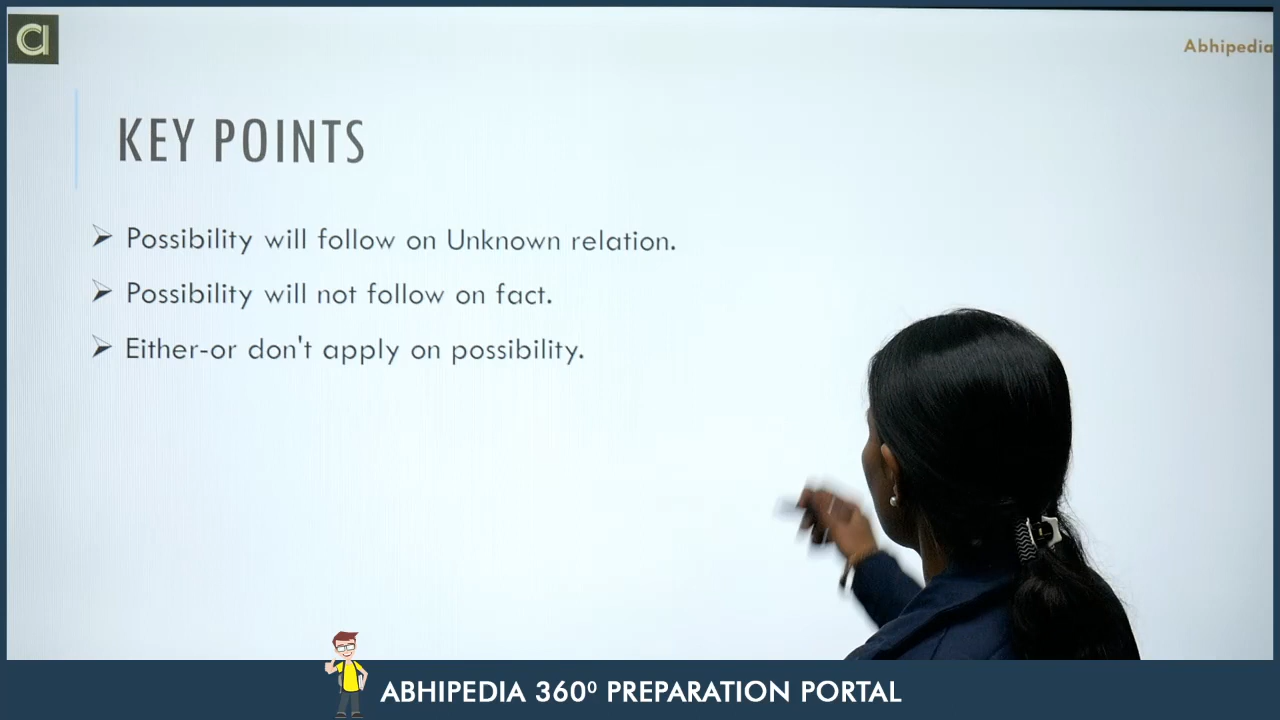 Abhipedia
KEY POINTS
Possibility will follow on Unknown relation.
Possibility will not follow on fact.
Either-or don't apply on possibility.
ABHIPEDIA 360⁰ PREPARATION PORTAL